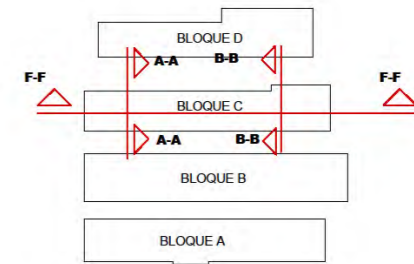 BLOQUE D
A-A B-B
F-F F-F
BLOQUE C
A-A B-B
BLOQUE B
BLOQUE A